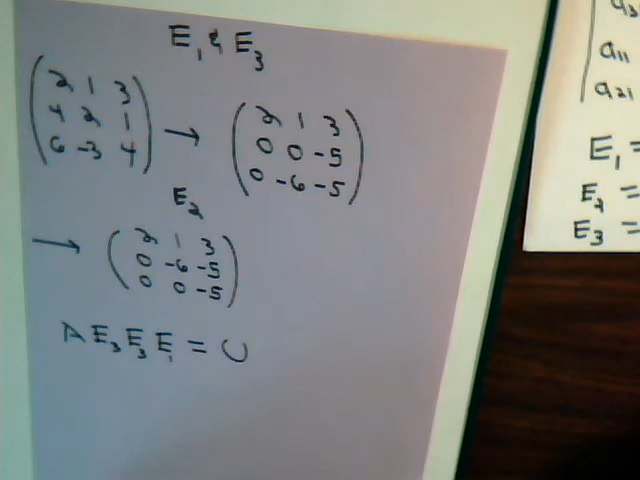 E₁ & E₃
( 2 1 3 ) → ( 2 1 3 )
( 4 2 1 ) ( 0 0 -5 )
( 6 -3 4 ) ( 0 -6 -5 )
E₂
→ ( 2 1 3 )
( 0 -6 -5 )
( 0 0 -5 )
A E₂ E₃ E₁ = C
a₁₁
a₂₁
E₁ =
E₂ =
E₃ =